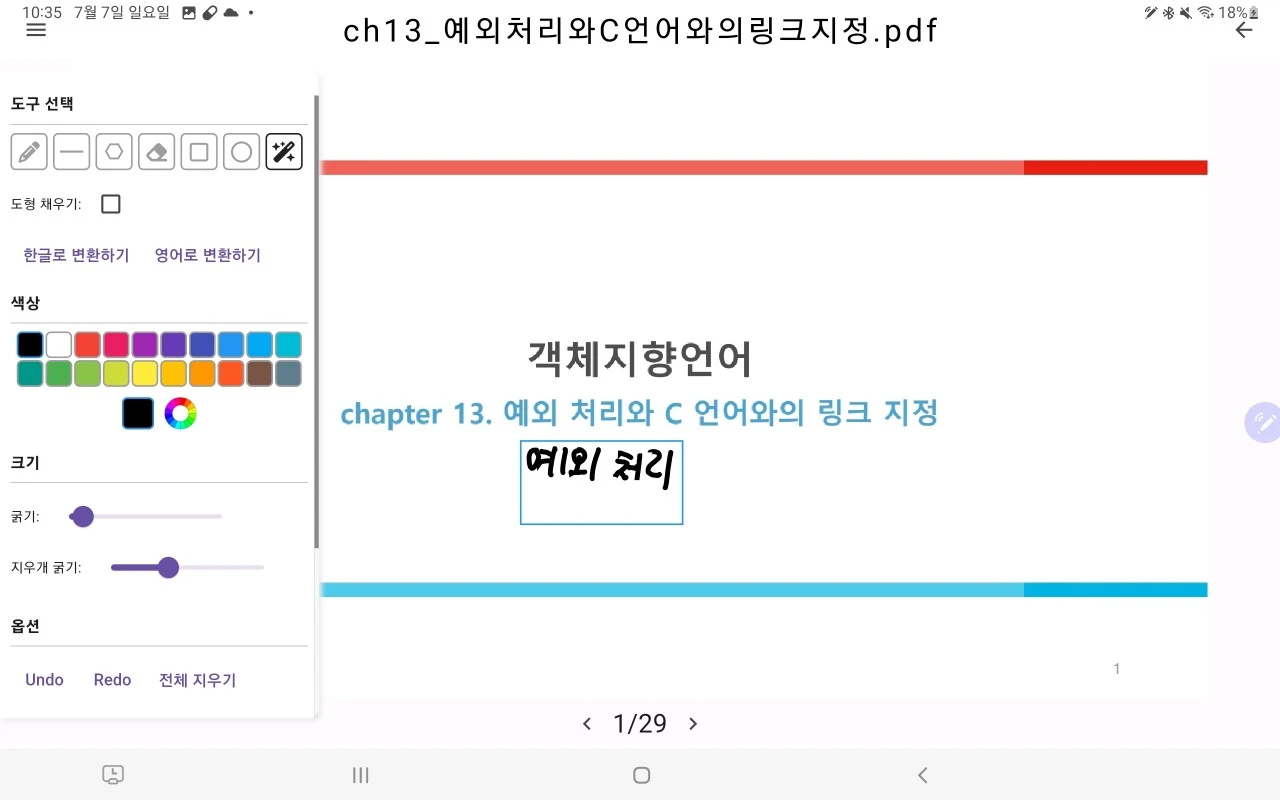 10:35 7월 7일 일요일 18%
ch13_예외처리와C언어와의링크지정.pdf
도구 선택
도형 채우기:
한글로 변환하기 영어로 변환하기
색상
크기
굵기:
지우개 굵기:
옵션
Undo Redo 전체 지우기
객체지향언어
chapter 13. 예외 처리와 C 언어와의 링크 지정
예외 처리
1
< 1/29 >